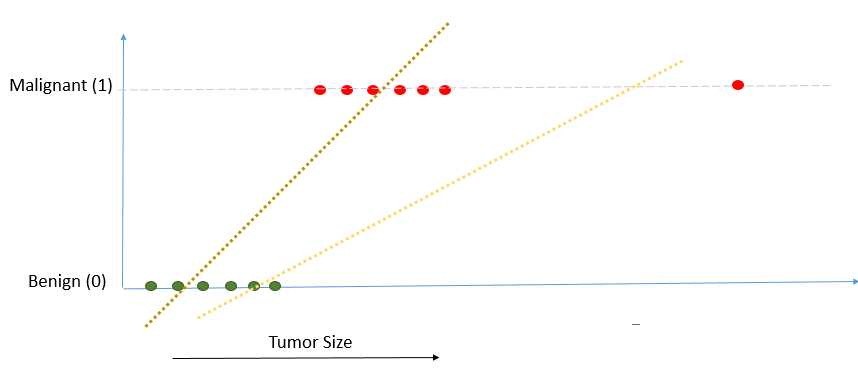 Malignant (1)
Benign (0)
Tumor Size